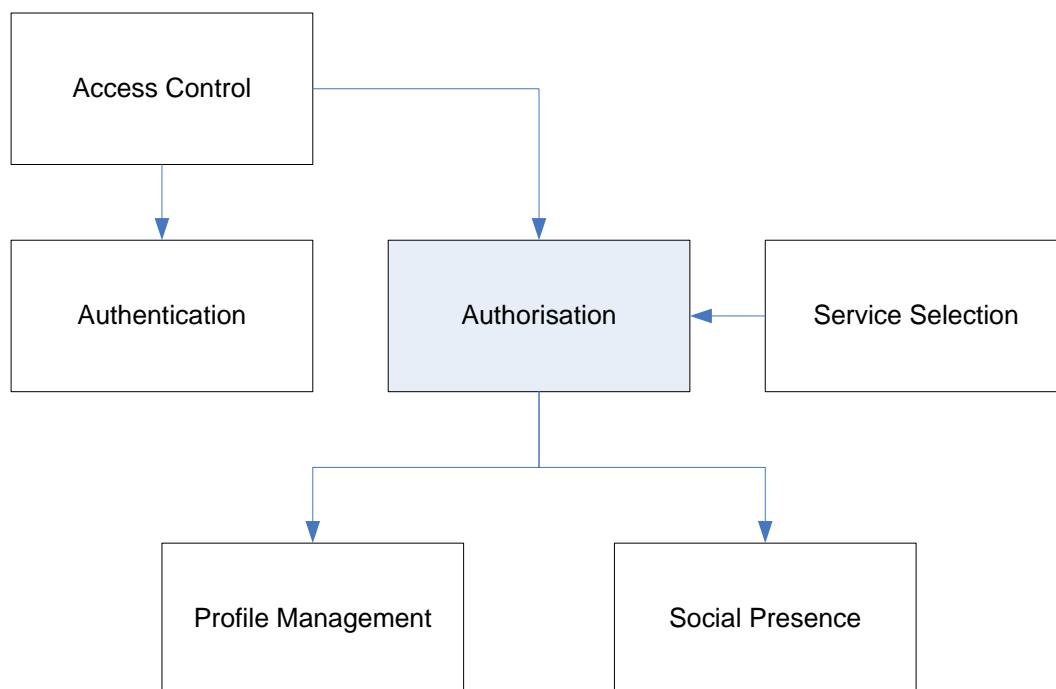 Access Control
Authentication
Authorisation
Service Selection
Profile Management
Social Presence